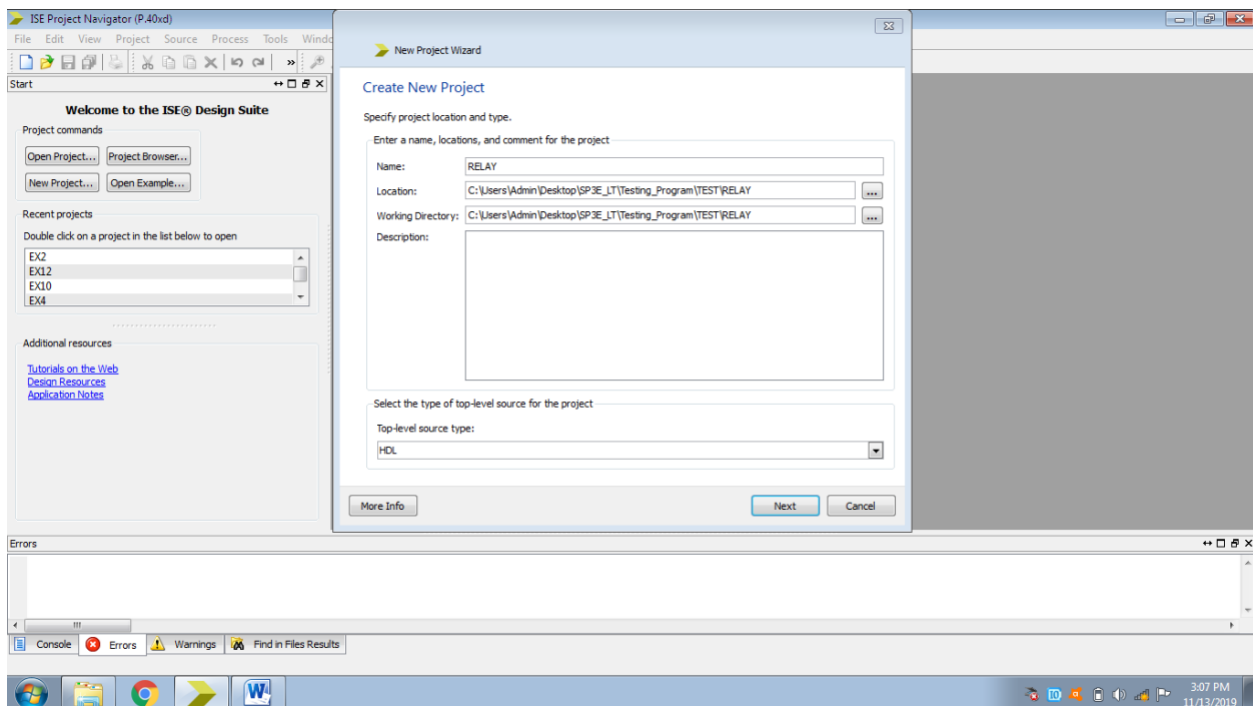 ISE Project Navigator (P.40xd)
File Edit View Project Source Process Tools
Start
Welcome to the ISE® Design Suite
Project commands
Open Project... Project Browser...
New Project... Open Example...
Recent projects
Double click on a project in the list below to open
EX2
EX12
EX10
EX4
Additional resources
Tutorials on the Web
Design Resources
Application Notes
New Project Wizard
Create New Project
Specify project location and type.
Enter a name, locations, and comment for the project
Name: RELAY
Location: C:\Users\Admin\Desktop\SP3E_LT\Testing_Program\TEST\RELAY
Working Directory: C:\Users\Admin\Desktop\SP3E_LT\Testing_Program\TEST\RELAY
Description:
Select the type of top-level source for the project
Top-level source type:
HDL
More Info Next Cancel
Errors
Console Errors Warnings Find in Files Results
3:07 PM
11/13/2019